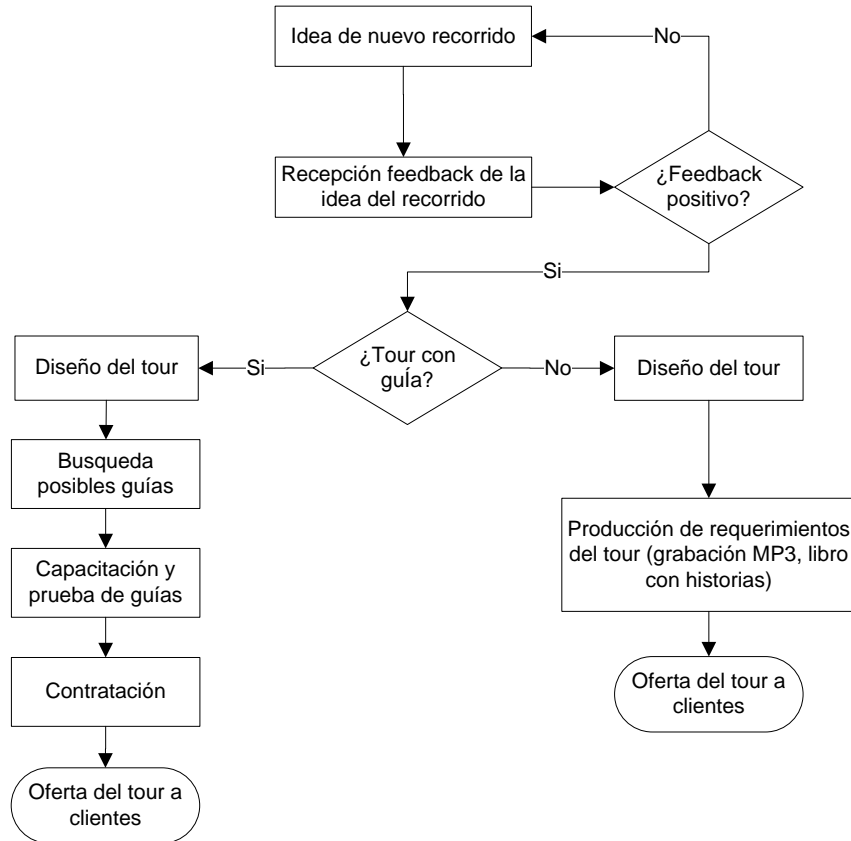 Idea de nuevo recorrido
No
Recepción feedback de la
idea del recorrido
¿Feedback
positivo?
Si
Diseño del tour
Si
¿Tour con
guÍa?
No
Diseño del tour
Busqueda
posibles guías
Capacitación y
prueba de guías
Contratación
Oferta del tour a
clientes
Producción de requerimientos
del tour (grabación MP3, libro
con historias)
Oferta del tour a
clientes